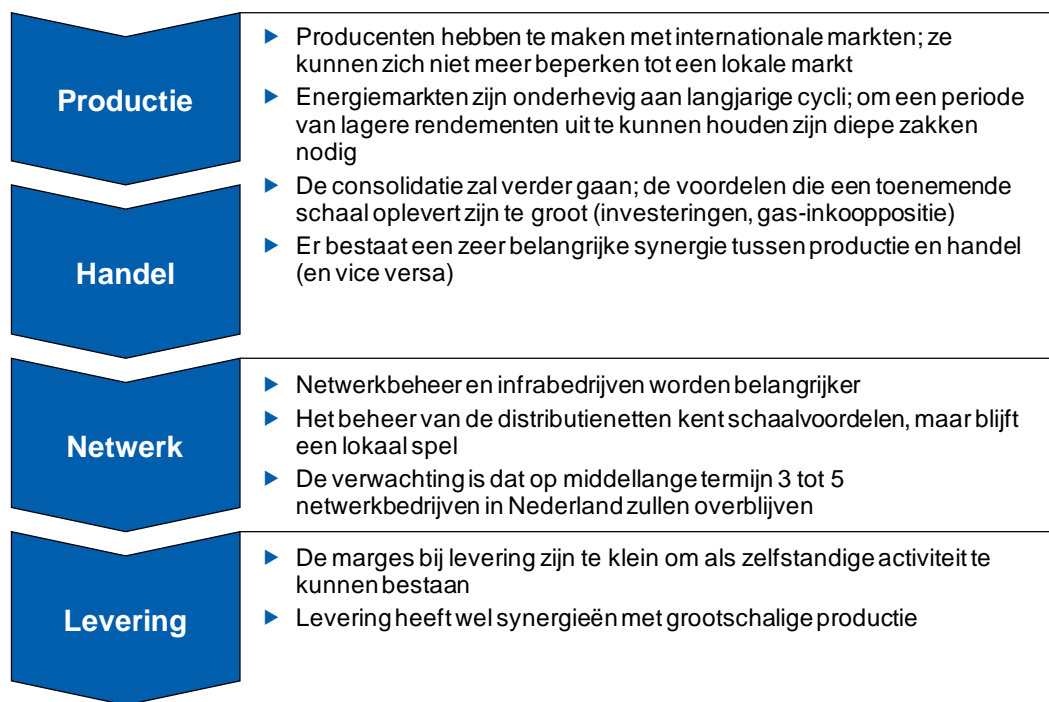 Productie
► Producenten hebben te maken met internationale markten; ze
kunnen zich niet meer beperken tot een lokale markt
► Energiemarkten zijn onderhevig aan langjarige cycli; om een periode
van lagere rendementen uit te kunnen houden zijn diepe zakken
nodig
► De consolidatie zal verder gaan; de voordelen die een toenemende
schaal oplevert zijn te groot (investeringen, gas-inkooppositie)
Handel
► Er bestaat een zeer belangrijke synergie tussen productie en handel
(en vice versa)
Netwerk
► Netwerkbeheer en infrabedrijven worden belangrijker
► Het beheer van de distributienetten kent schaalvoordelen, maar blijft
een lokaal spel
► De verwachting is dat op middellange termijn 3 tot 5
netwerkbedrijven in Nederland zullen overblijven
Levering
► De marges bij levering zijn te klein om als zelfstandige activiteit te
kunnen bestaan
► Levering heeft wel synergieën met grootschalige productie